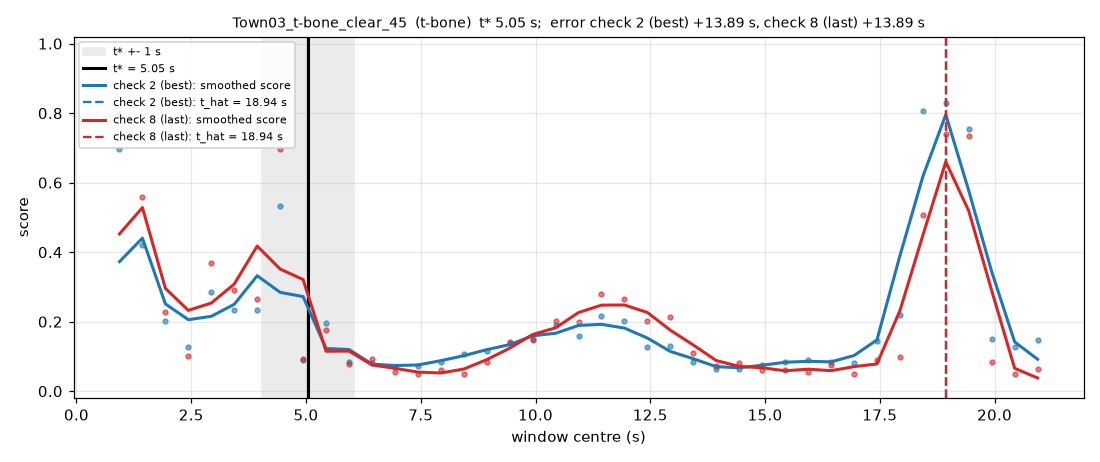 Town03_t-bone_clear_45  (t-bone)  t* 5.05 s;  error check 2 (best) +13.89 s, check 8 (last) +13.89 s
1.0
0.8
0.6
0.4
0.2
0.0
score
t* +- 1 s
t* = 5.05 s
check 2 (best): smoothed score
check 2 (best): t_hat = 18.94 s
check 8 (last): smoothed score
check 8 (last): t_hat = 18.94 s
0.0 2.5 5.0 7.5 10.0 12.5 15.0 17.5 20.0
window centre (s)